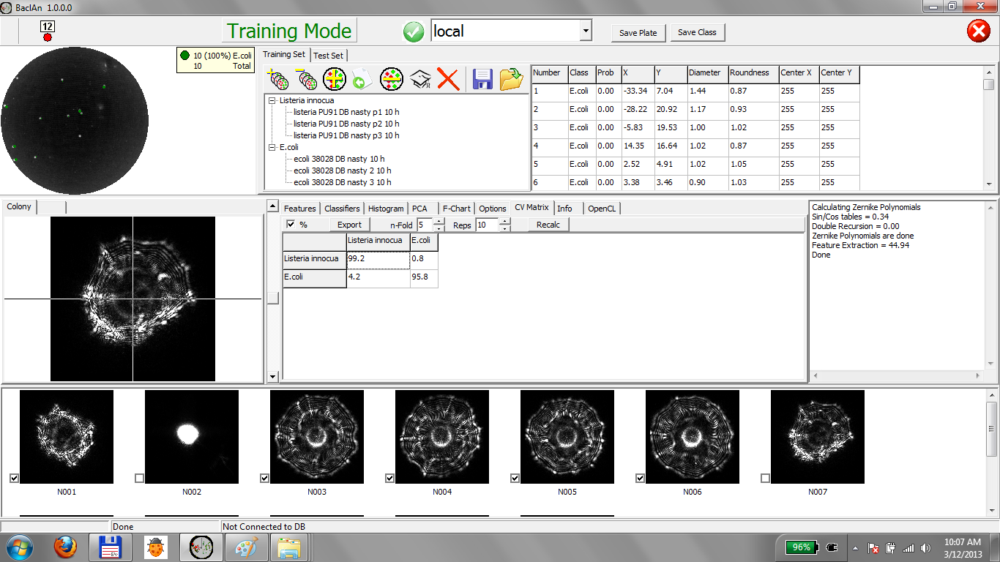 BacIAn 1.0.0.0
12
Training Mode
local
Save Plate
Save Class
10 (100%) E.coli
10 Total
Training Set
Test Set
Listeria innocua
listeria PU91 DB nasty p1 10 h
listeria PU91 DB nasty p2 10 h
listeria PU91 DB nasty p3 10 h
E.coli
ecoli 38028 DB nasty 10 h
ecoli 38028 DB nasty 2 10 h
ecoli 38028 DB nasty 3 10 h
Number Class Prob X Y Diameter Roundness Center X Center Y
1 E.coli 0.00 -33.34 7.04 1.44 0.87 255 255
2 E.coli 0.00 -28.22 20.92 1.17 0.93 255 255
3 E.coli 0.00 -5.83 19.53 1.00 1.02 255 255
4 E.coli 0.00 14.35 16.64 1.02 0.87 255 255
5 E.coli 0.00 2.52 4.91 1.02 1.05 255 255
6 E.coli 0.00 3.38 3.46 0.90 1.03 255 255
Colony
Features Classifiers Histogram PCA F-Chart Options CV Matrix Info OpenCL
% Export n-Fold 5 Reps 10 Recalc
Listeria innocua E.coli
Listeria innocua 99.2 0.8
E.coli 4.2 95.8
Calculating Zernike Polynomials
Sin/Cos tables = 0.34
Double Recursion = 0.00
Zernike Polynomials are done
Feature Extraction = 44.94
Done
N001 N002 N003 N004 N005 N006 N007
Done
Not Connected to DB
64
96%
10:07 AM
3/12/2013